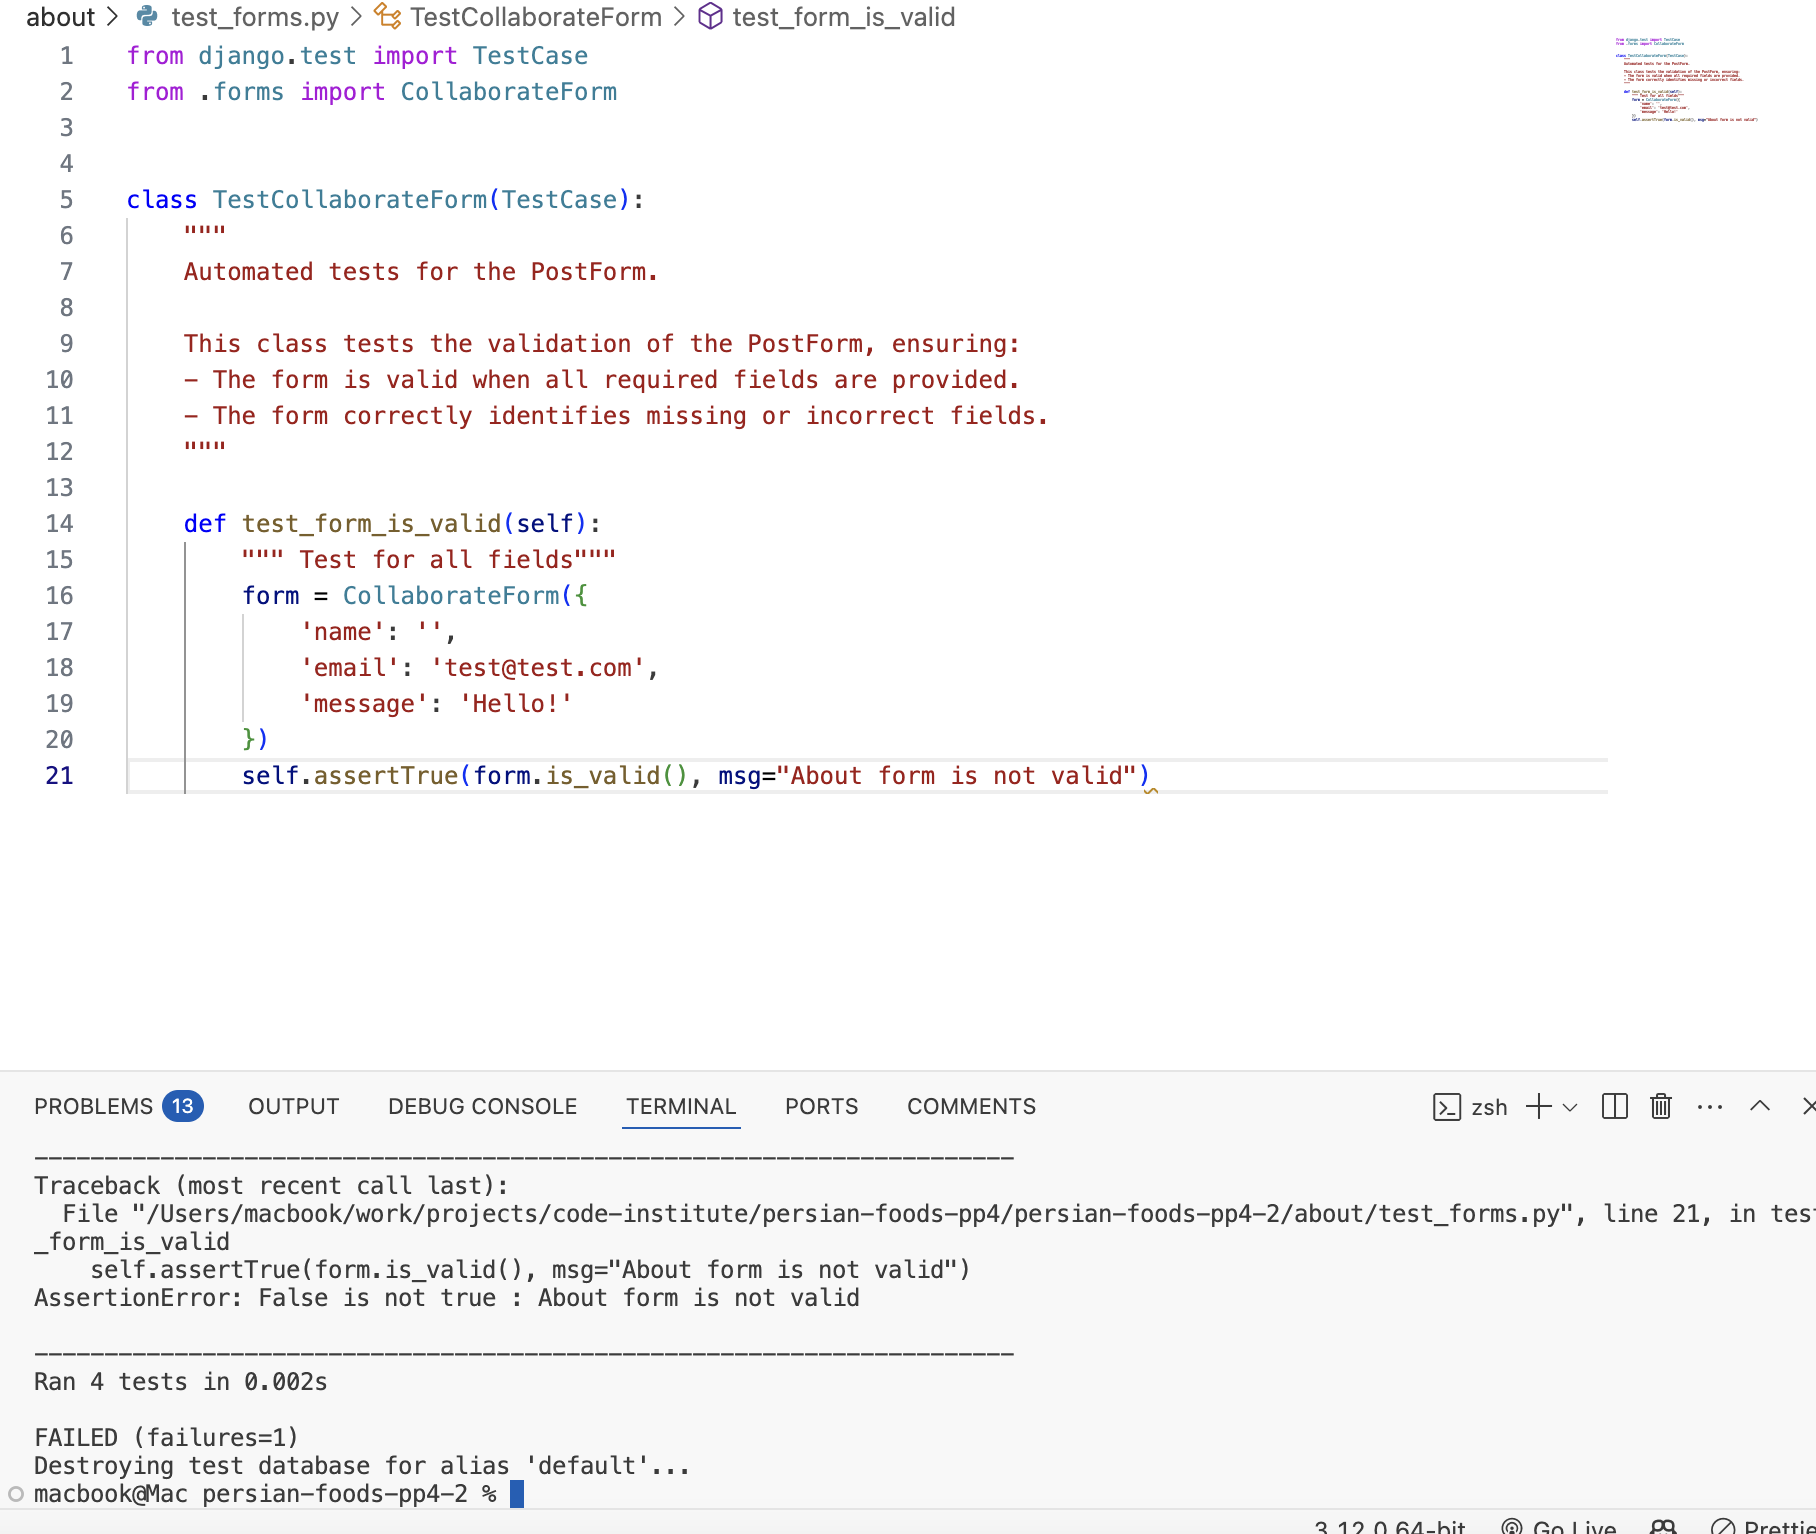 about > test_forms.py > TestCollaborateForm > test_form_is_valid
1 from django.test import TestCase
2 from .forms import CollaborateForm
3
4
5 class TestCollaborateForm(TestCase):
6 """
7 Automated tests for the PostForm.
8
9 This class tests the validation of the PostForm, ensuring:
10 - The form is valid when all required fields are provided.
11 - The form correctly identifies missing or incorrect fields.
12 """
13
14 def test_form_is_valid(self):
15 """ Test for all fields"""
16 form = CollaborateForm({
17 'name': '',
18 'email': 'test@test.com',
19 'message': 'Hello!'
20 })
21 self.assertTrue(form.is_valid(), msg="About form is not valid")
PROBLEMS 13 OUTPUT DEBUG CONSOLE TERMINAL PORTS COMMENTS zsh
----------------------------------------------------------------------
Traceback (most recent call last):
File "/Users/macbook/work/projects/code-institute/persian-foods-pp4/persian-foods-pp4-2/about/test_forms.py", line 21, in test
_form_is_valid
self.assertTrue(form.is_valid(), msg="About form is not valid")
AssertionError: False is not true : About form is not valid
----------------------------------------------------------------------
Ran 4 tests in 0.002s
FAILED (failures=1)
Destroying test database for alias 'default'...
macbook@Mac persian-foods-pp4-2 %
3.12.0 64-bit Go Live Prettie